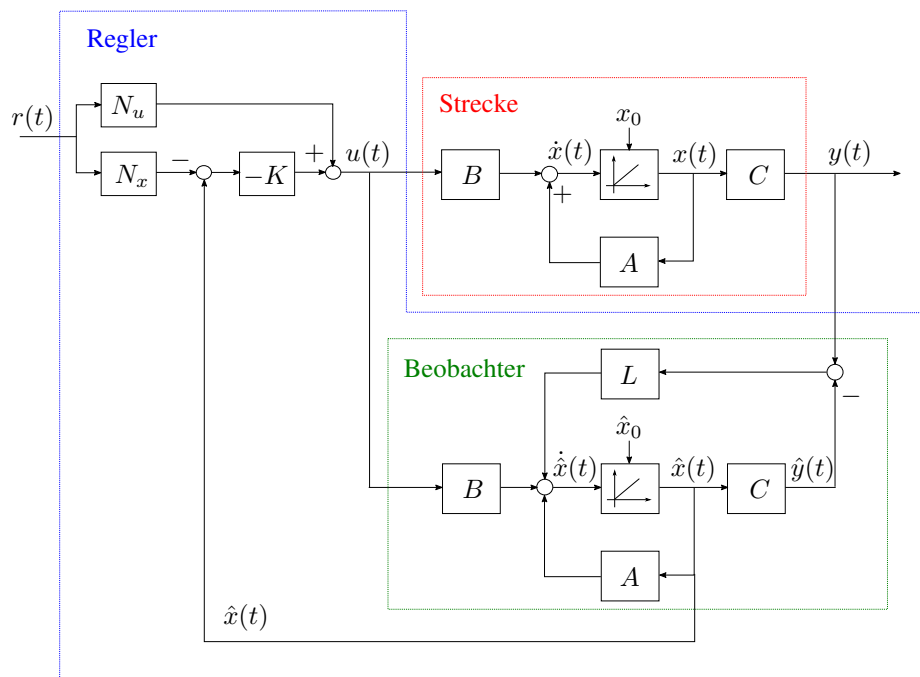 Regler
r(t)
N_u
N_x
−
−K
+
u(t)
Strecke
B
ẋ(t)
+
x_0
x(t)
C
y(t)
A
Beobachter
L
−
B
x̂̇(t)
x̂_0
x̂(t)
C
ŷ(t)
A
x̂(t)